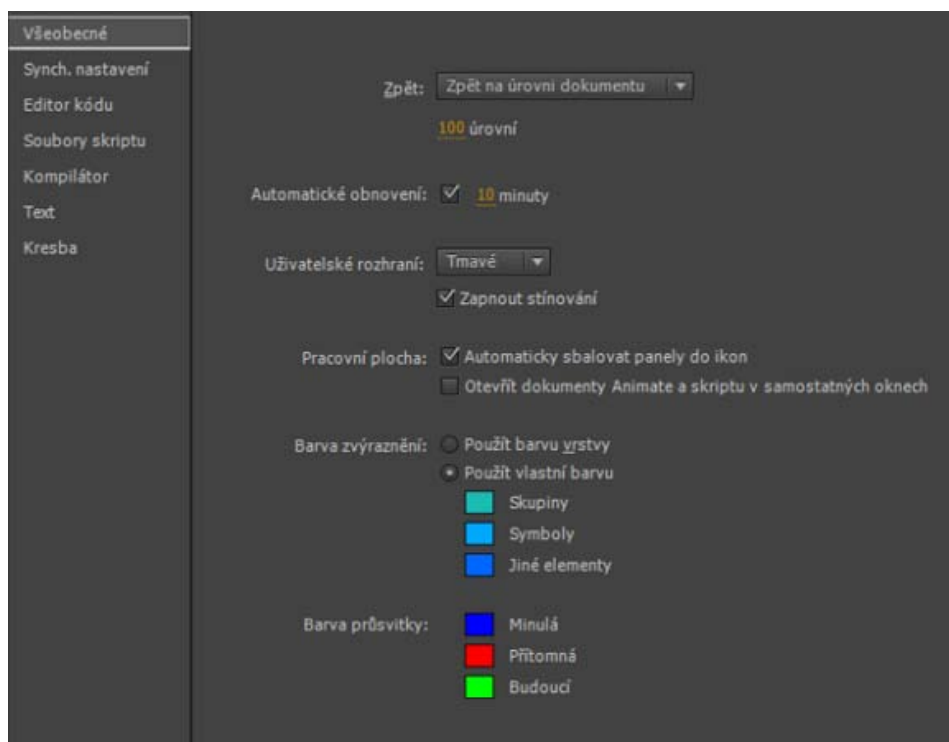 Všeobecné
Synch. nastavení
Editor kódu
Soubory skriptu
Kompilátor
Text
Kresba
Zpět: Zpět na úrovni dokumentu
100 úrovní
Automatické obnovení: 10 minuty
Uživatelské rozhraní: Tmavé
Zapnout stínování
Pracovní plocha: Automaticky sbalovat panely do ikon
Otevřít dokumenty Animate a skriptu v samostatných oknech
Barva zvýraznění: Použít barvu vrstvy
Použít vlastní barvu
Skupiny
Symboly
Jiné elementy
Barva průsvitky: Minulá
Přítomná
Budoucí